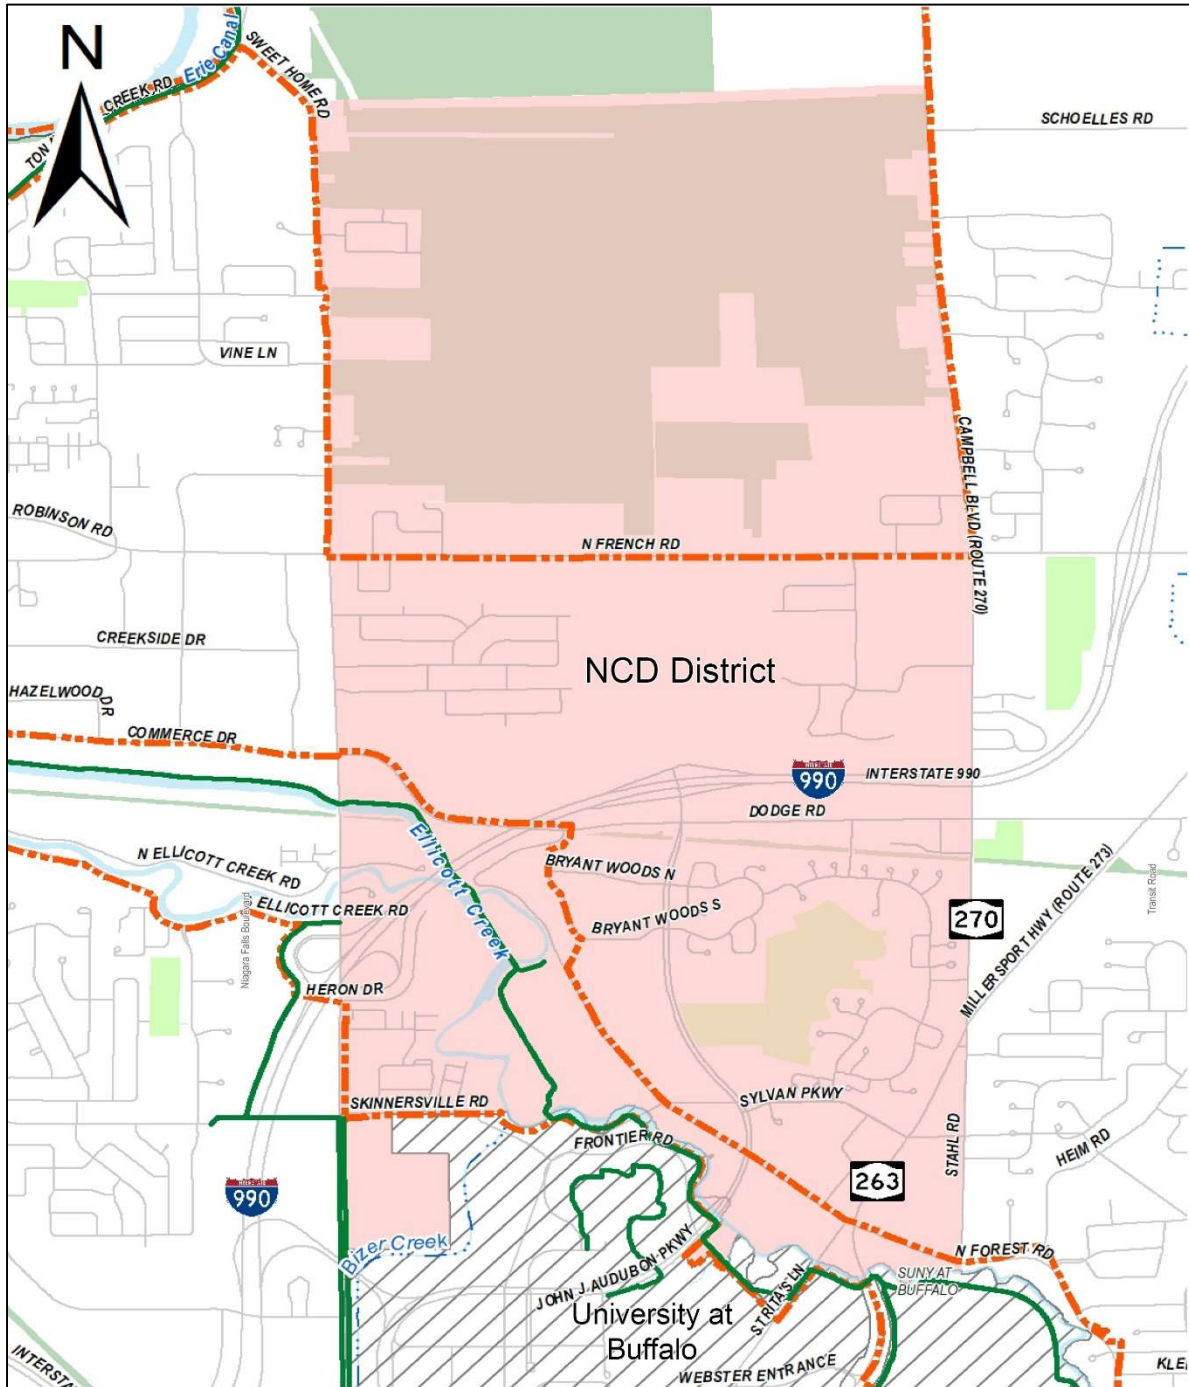 N
SWEET HOME RD
Erie Canal
CREEK RD
TON
SCHOELLES RD
VINE LN
CAMPBELL BLVD (ROUTE 270)
ROBINSON RD
N FRENCH RD
CREEKSIDE DR
NCD District
HAZELWOOD DR
COMMERCE DR
990
INTERSTATE 990
DODGE RD
Ellicott Creek
N ELLICOTT CREEK RD
BRYANT WOODS N
MILLERSPORT HWY (ROUTE 273)
Transit Road
ELLICOTT CREEK RD
Niagara Falls Boulevard
BRYANT WOODS S
270
HERON DR
SKINNERSVILLE RD
SYLVAN PKWY
FRONTIER RD
STAHL RD
HEIM RD
263
990
Bizer Creek
N FOREST RD
JOHN J AUDUBON PKWY
SUNY AT
BUFFALO
ST RITA'S LN
University at
Buffalo
INTERSTA
WEBSTER ENTRANCE
KLE